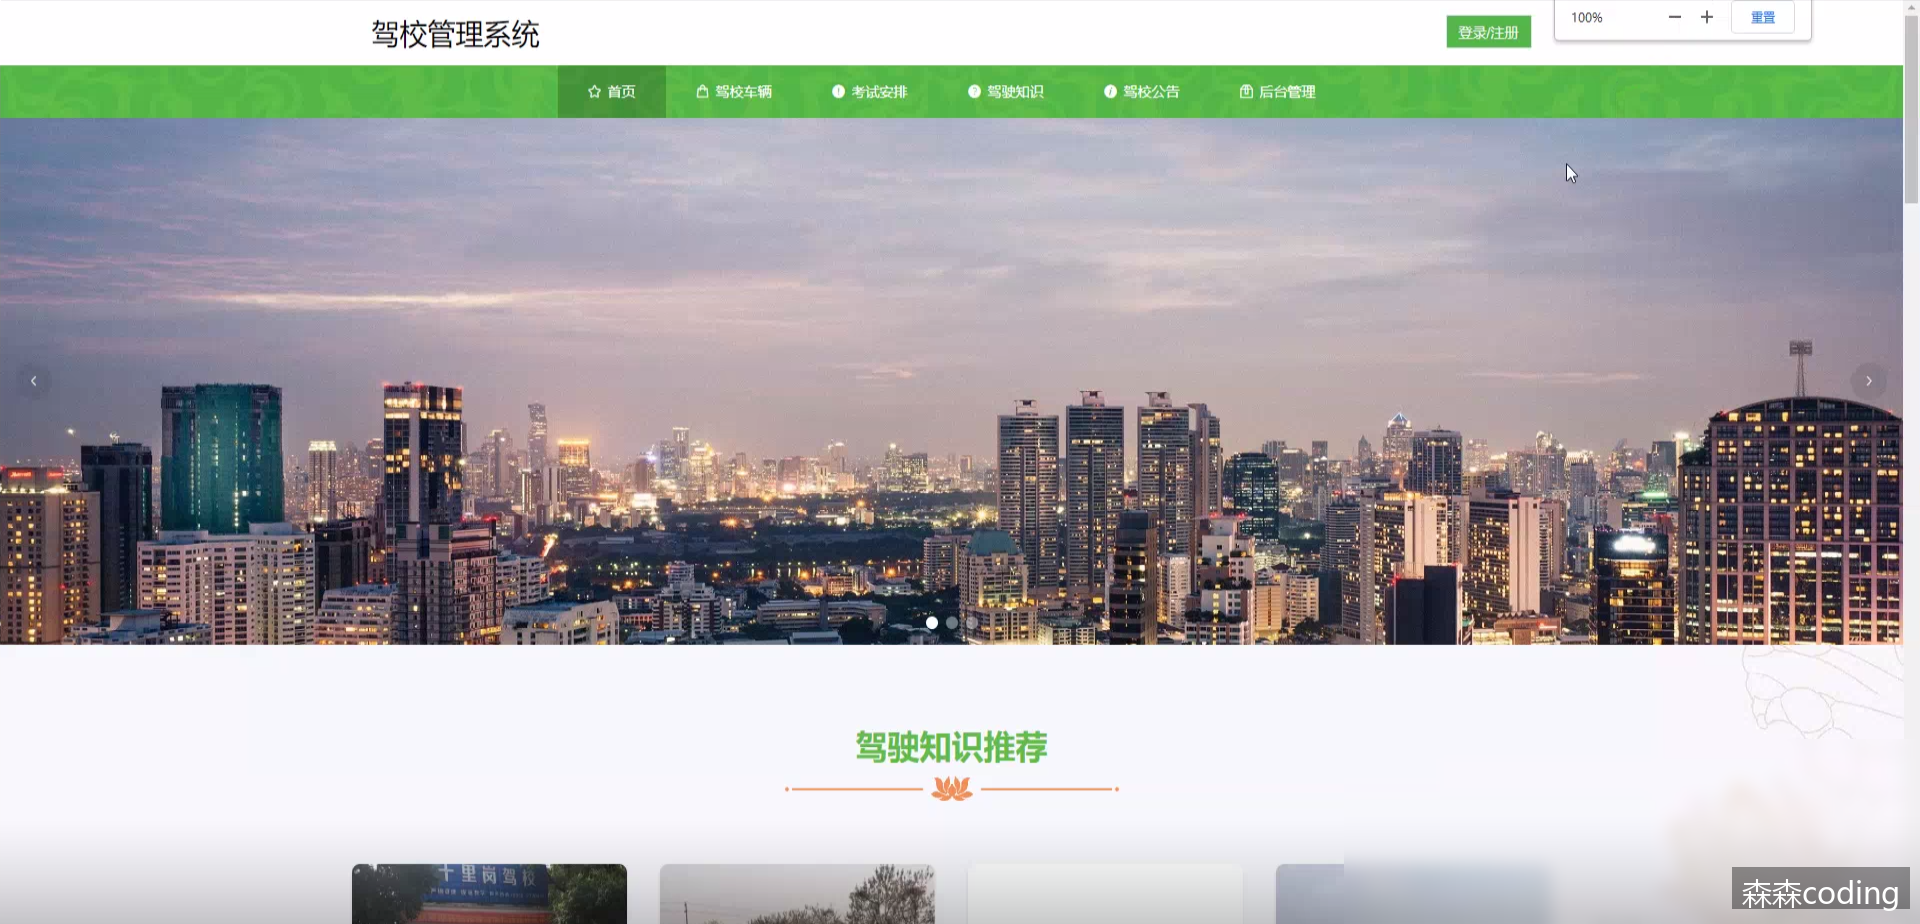 驾校管理系统
登录/注册
100%
重置
首页
驾校车辆
考试安排
驾驶知识
驾校公告
后台管理
驾驶知识推荐
十里岗驾校
森森coding